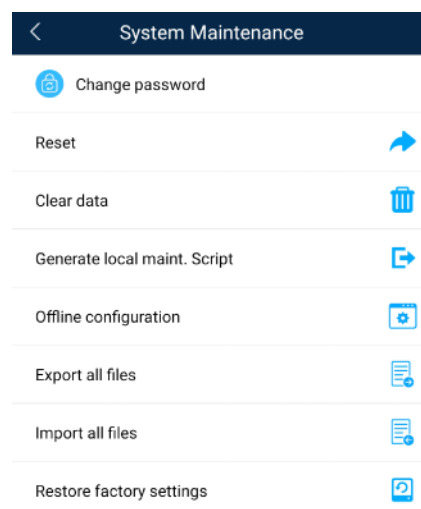 System Maintenance
Change password
Reset
Clear data
Generate local maint. Script
Offline configuration
Export all files
Import all files
Restore factory settings